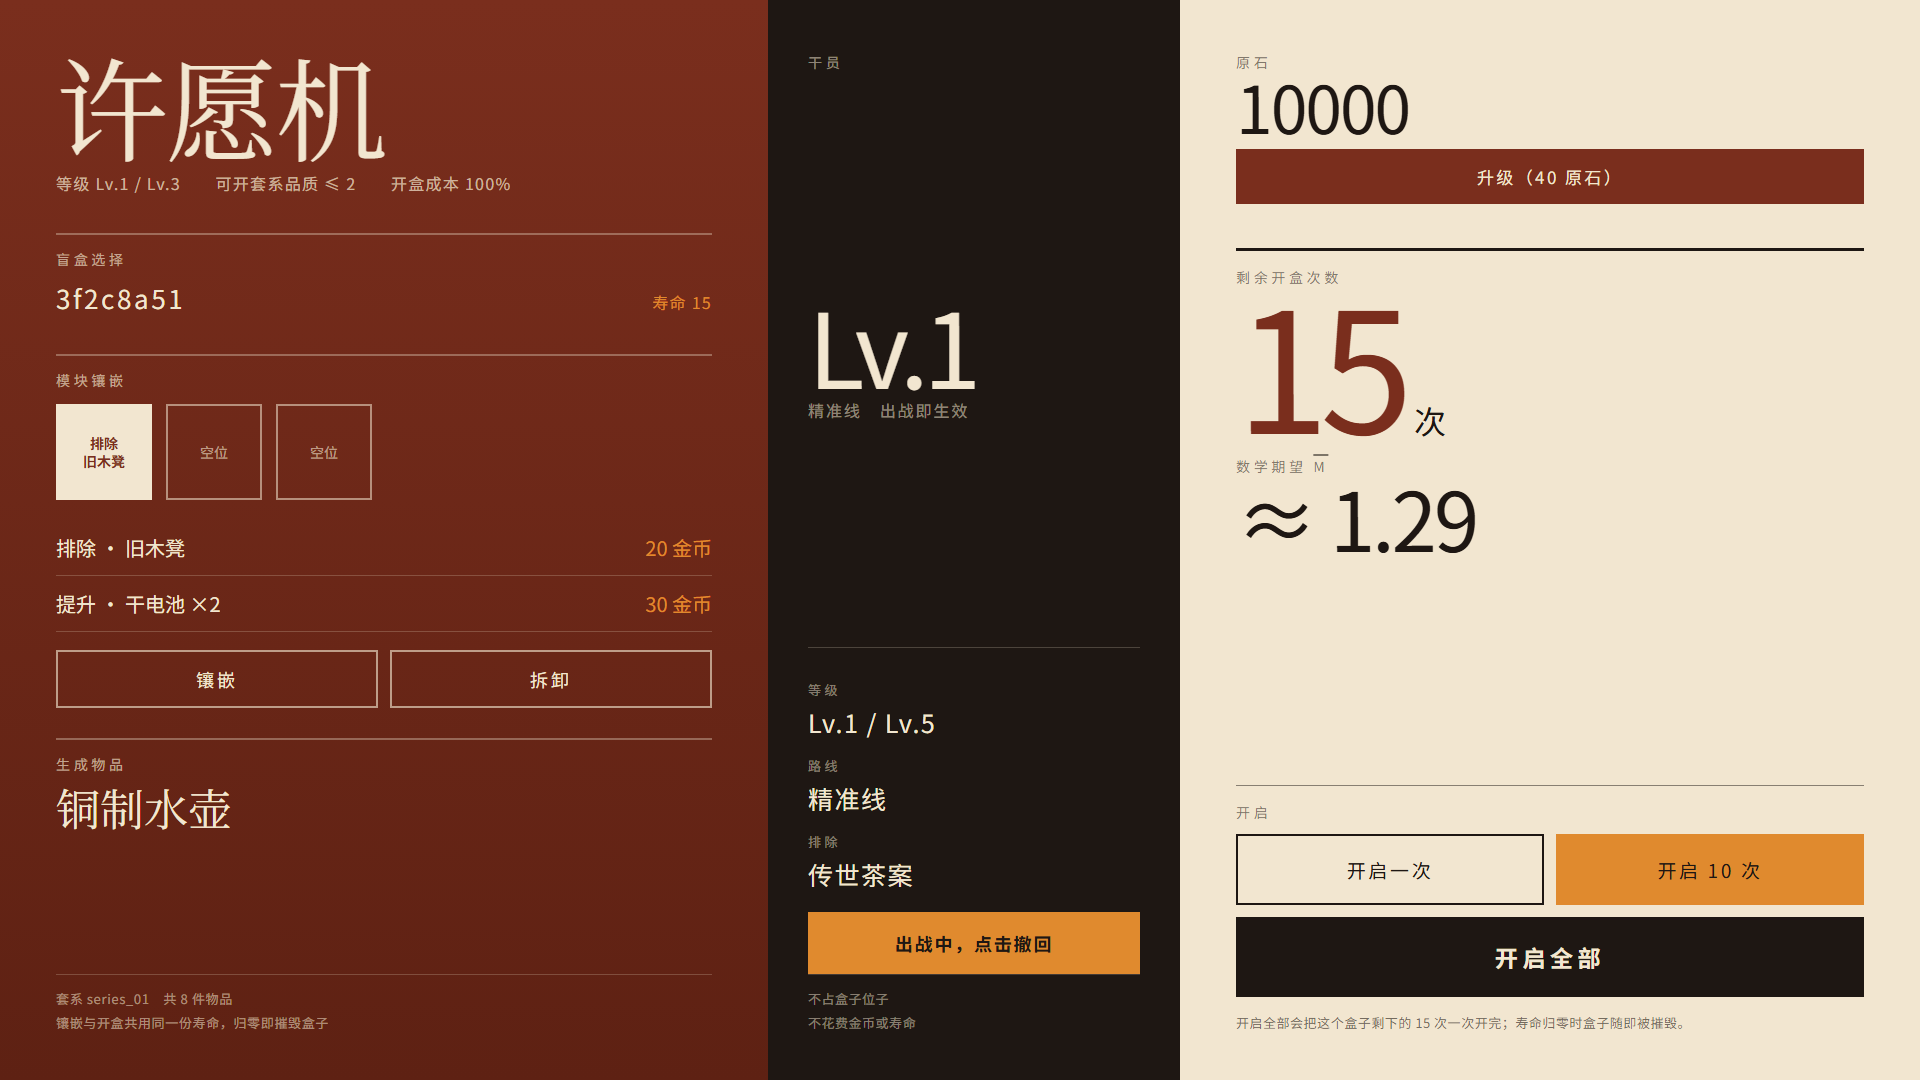 许愿机
等级 Lv.1 / Lv.3 可开套系品质 ≤ 2 开盒成本 100%
盲盒选择
3f2c8a51 寿命 15
模块镶嵌
排除
旧木凳
空位
空位
排除 • 旧木凳 20 金币
提升 • 干电池 ×2 30 金币
镶嵌 拆卸
生成物品
铜制水壶
套系 series_01 共 8 件物品
镶嵌与开盒共用同一份寿命，归零即摧毁盒子
干员
Lv.1
精准线 出战即生效
等级
Lv.1 / Lv.5
路线
精准线
排除
传世茶案
出战中，点击撤回
不占盒子位子
不花费金币或寿命
原石
10000
升级（40 原石）
剩余开盒次数
15 次
数学期望 M̅
≈ 1.29
开启
开启一次 开启 10 次
开启全部
开启全部会把这个盒子剩下的 15 次一次开完；寿命归零时盒子随即被摧毁。